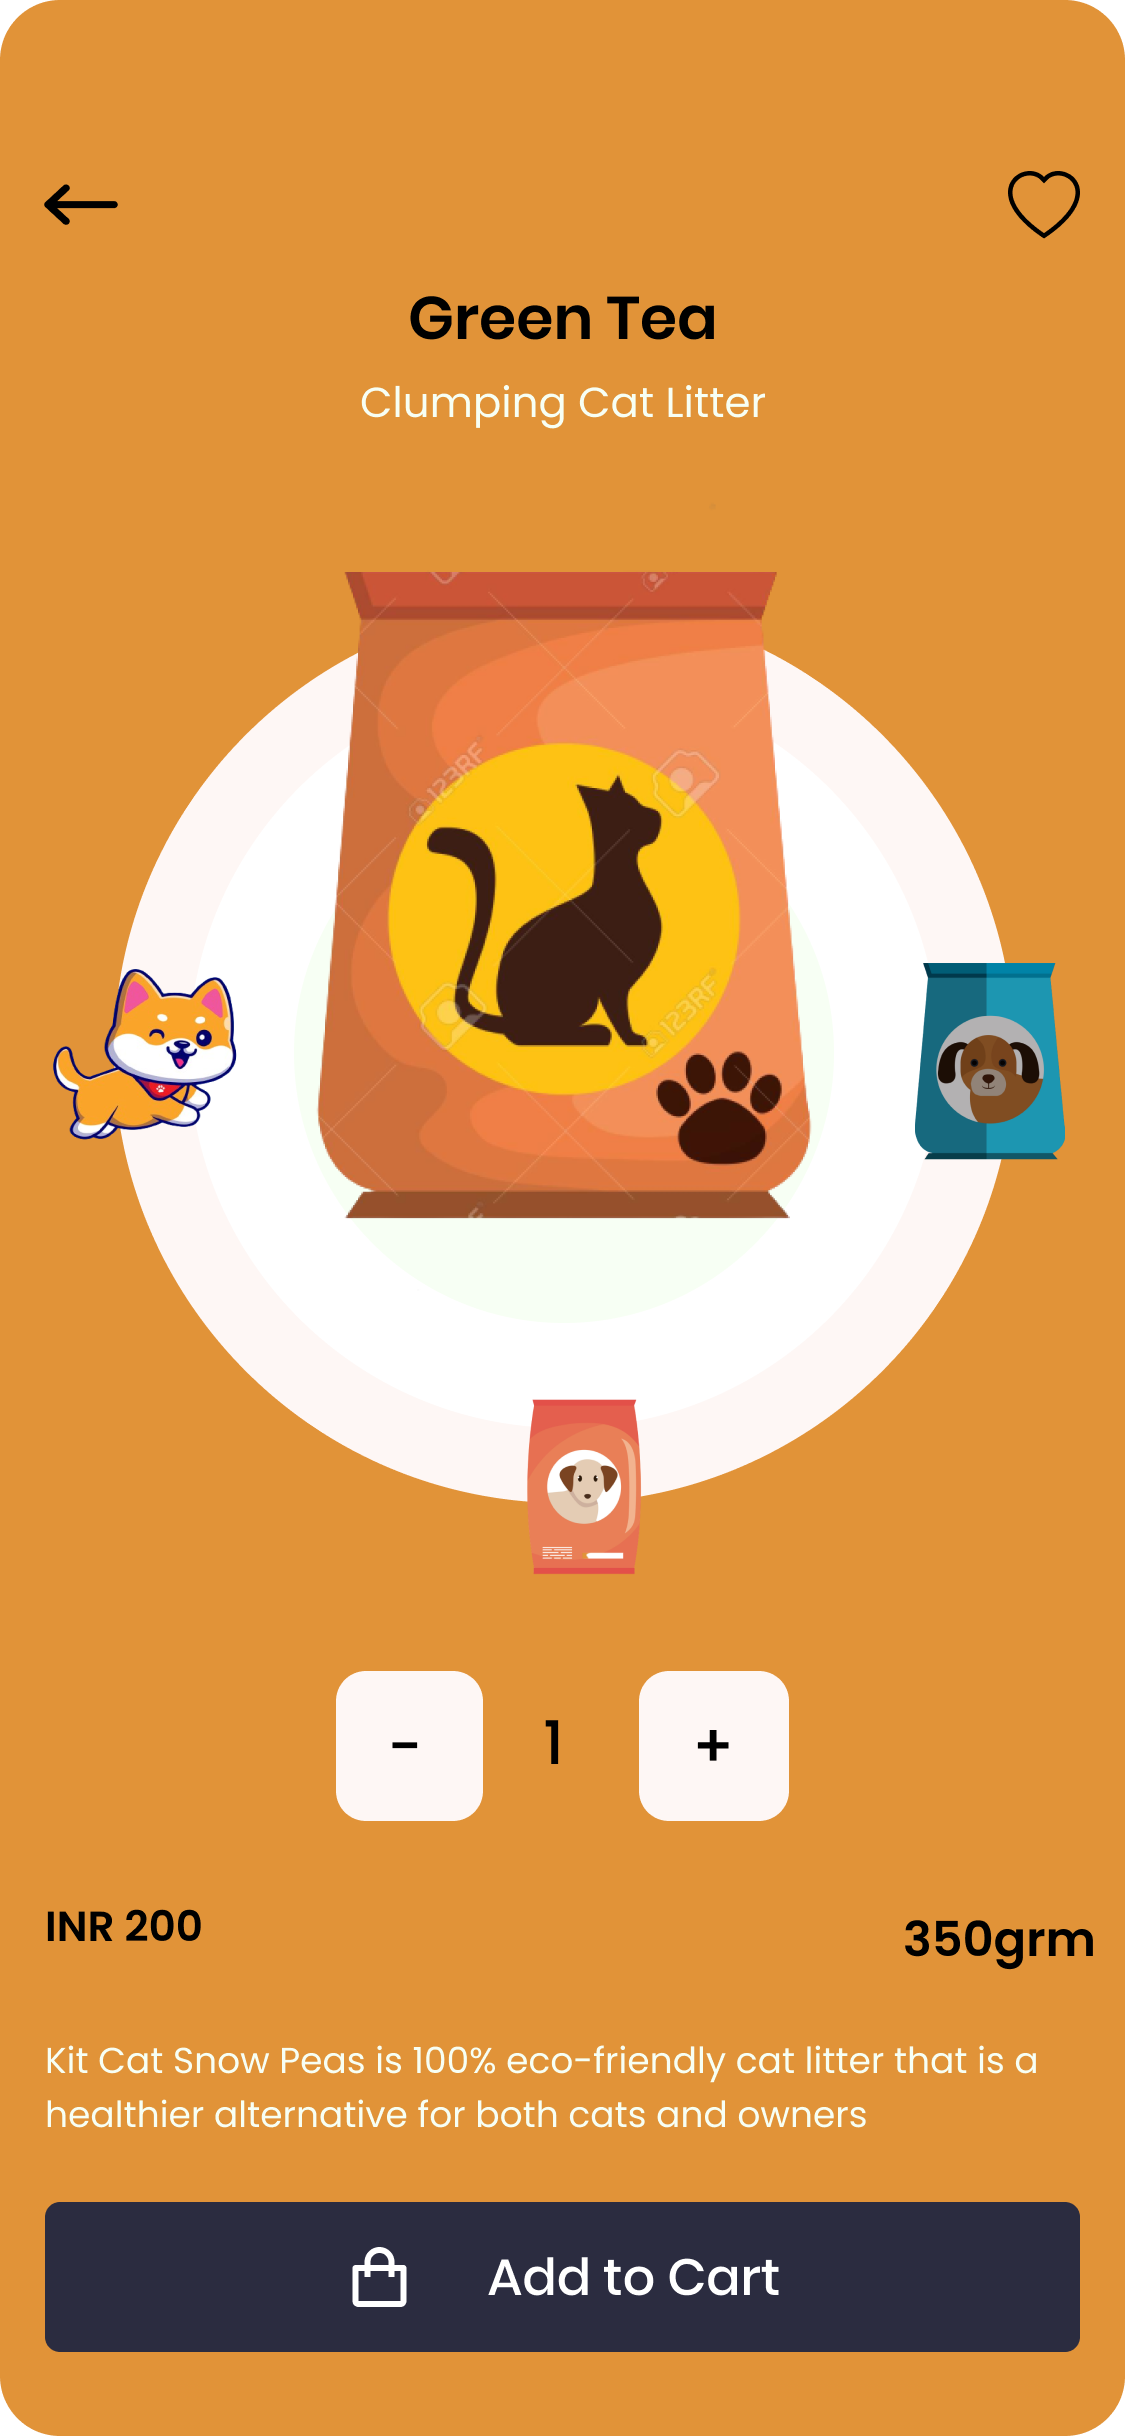 Green Tea
Clumping Cat Litter
123RF
123RF
- 1 +
INR 200
350grm
Kit Cat Snow Peas is 100% eco-friendly cat litter that is a
healthier alternative for both cats and owners
Add to Cart